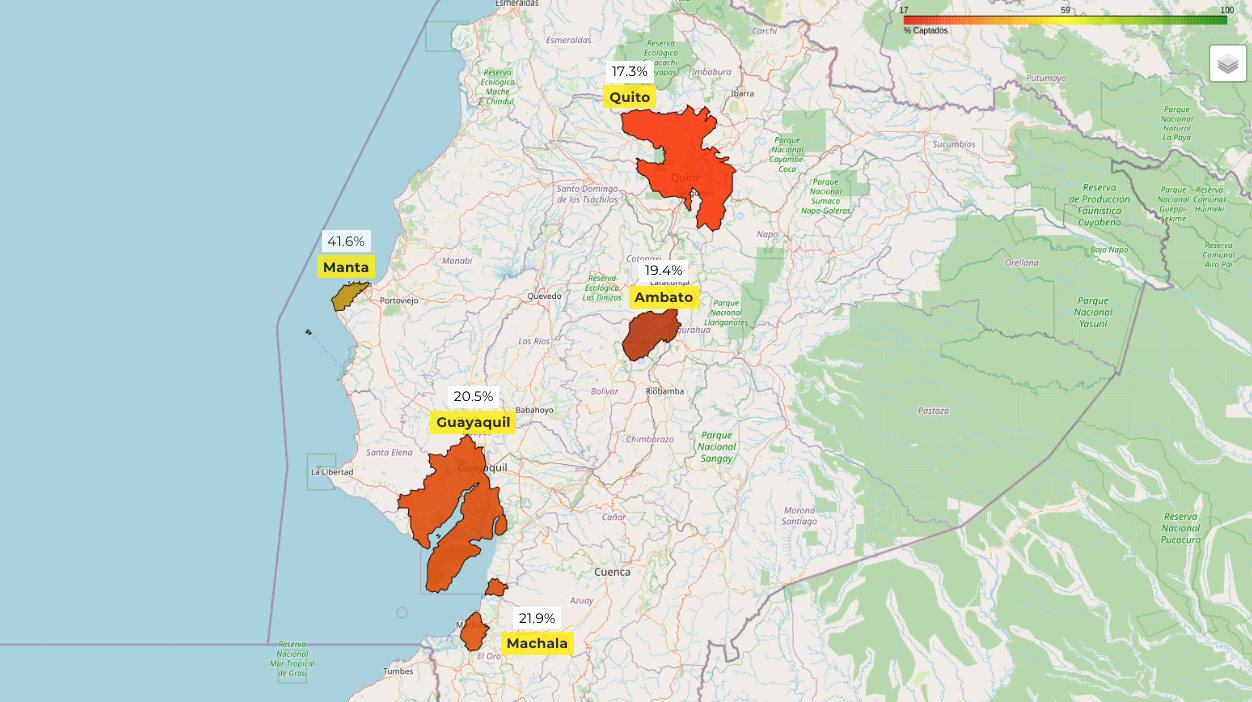 Esmeraldas
17
59
100
% Captados
Carchi
Esmeraldas
Reserva
Ecológica
Imbabura
17.3%
Quito
Ibarra
Putumayo
Reserva
Ecológica
Mache
Chindul
Parque
Nacional
Natural
La Paya
Parque
Nacional
Cayambe-
Coca
Sucumbíos
Quito
Santo Domingo
de los Tsáchilas
Parque
Nacional
Sumaco
Napo-Galeras
Reserva
de Producción
Faunística
Cuyabeno
Parque
Nacional
Gueppi-
Sekime
Reserva
Comunal
Huimeki
Napo
41.6%
Manta
Manabí
Bajo Napo
Reserva
Comunal
Airo Pai
Orellana
19.4%
Ambato
Latacunga
Reserva
Ecológica
Los Ilinizas
Quevedo
Portoviejo
Parque
Nacional
Llanganates
Parque
Nacional
Yasuní
Tungurahua
Los Ríos
Bolívar
Riobamba
20.5%
Guayaquil
Babahoyo
Pastaza
Chimborazo
Parque
Nacional
Sangay
Santa Elena
La Libertad
Guayaquil
Cañar
Morona
Santiago
Reserva
Nacional
Pucacuro
Cuenca
Azuay
21.9%
Machala
El Oro
Reserva
Nacional
Mar Tropical
de Grau
Tumbes